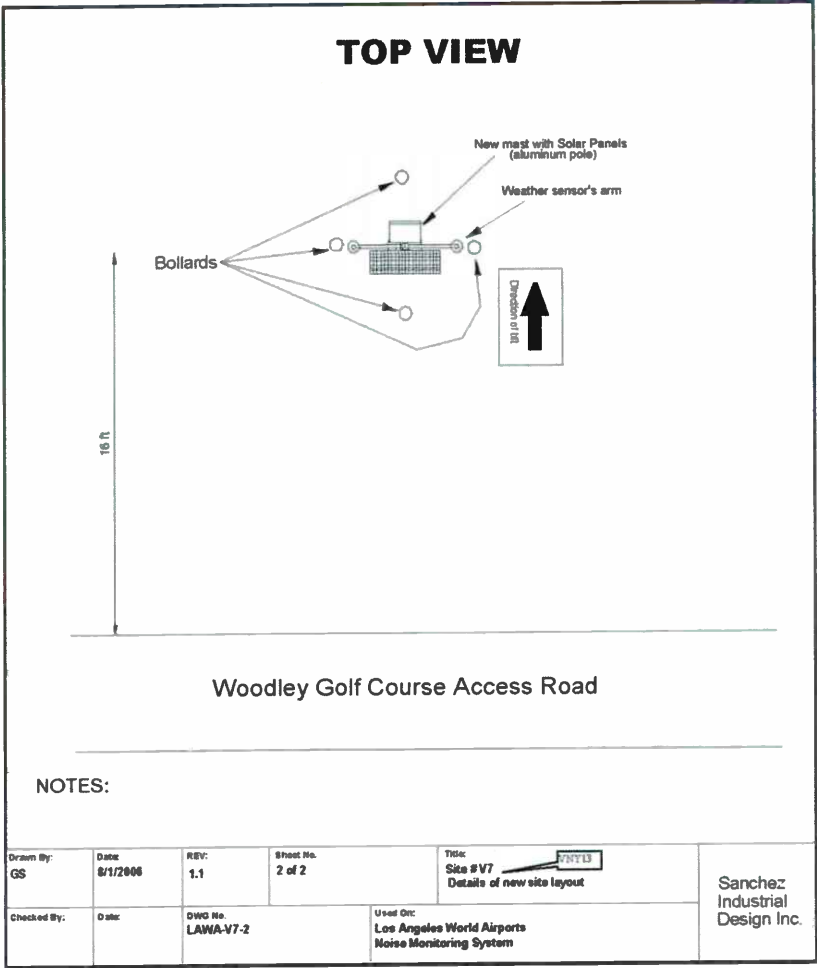 TOP VIEW
New mast with Solar Panels
(aluminum pole)
Weather sensor's arm
Bollards
Direction of tilt
16 ft
Woodley Golf Course Access Road
NOTES:
Drawn By:
GS
Date:
8/1/2006
REV:
1.1
Sheet No.
2 of 2
Title:
Site # V7
VNY13
Details of new site layout
Sanchez
Industrial
Design Inc.
Checked By:
Date:
DWG No.
LAWA-V7-2
Used On:
Los Angeles World Airports
Noise Monitoring System